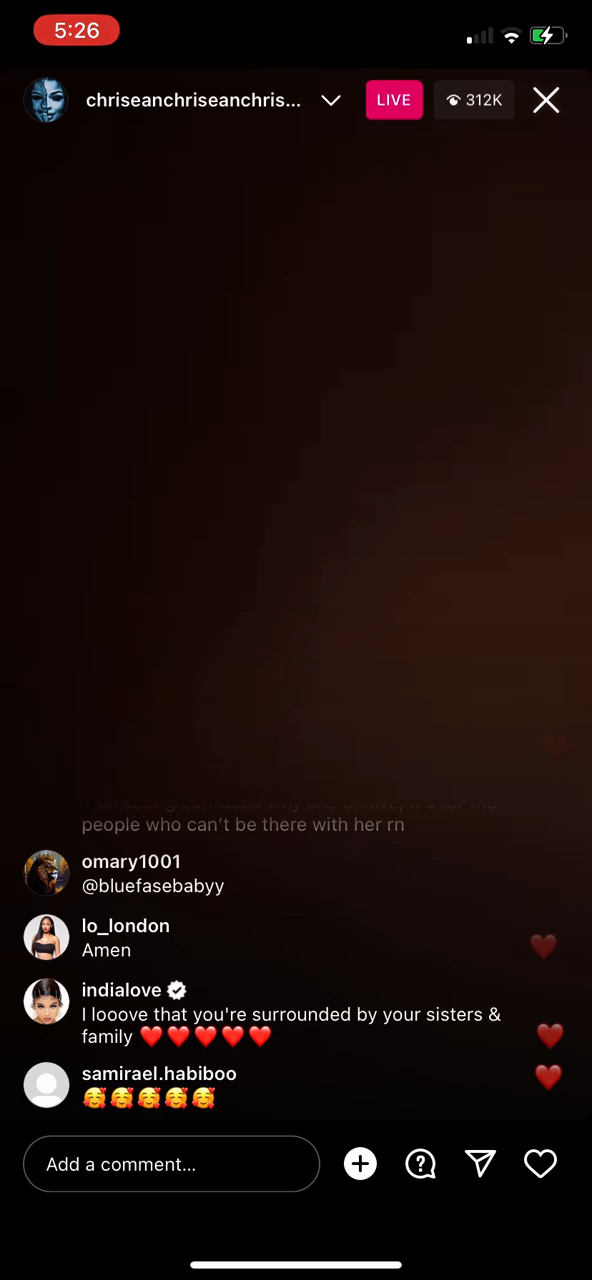 5:26
chriseanchriseanchris...
LIVE
312K
people who can't be there with her rn
omary1001
@bluefasebabyy
lo_london
Amen
indialove
I looove that you're surrounded by your sisters &
family ❤️❤️❤️❤️❤️
samirael.habiboo
🥰🥰🥰🥰🥰
Add a comment...